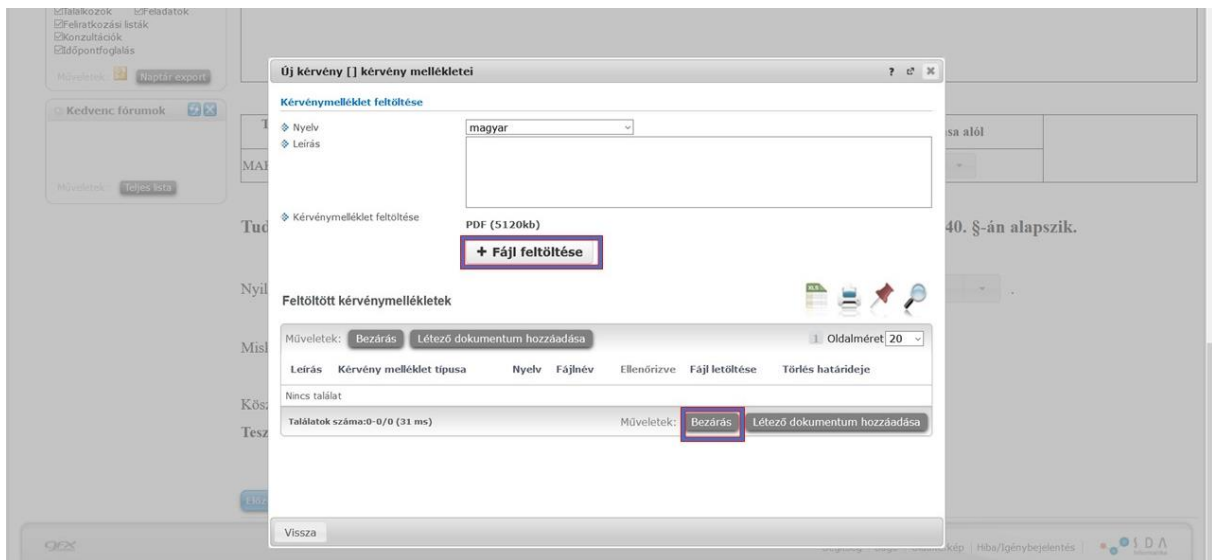 Találkozók Feladatok
Feliratkozási listák
Konzultációk
Időpontfoglalás
Műveletek: Naptár export
Kedvenc fórumok
Műveletek: Teljes lista
Új kérvény [] kérvény mellékletei ?
Kérvénymelléklet feltöltése
Nyelv magyar
Leírás
Kérvénymelléklet feltöltése
PDF (5120kb)
+ Fájl feltöltése
Feltöltött kérvénymellékletek
Műveletek: Bezárás Létező dokumentum hozzáadása 1 Oldalméret 20
Leírás Kérvény melléklet típusa Nyelv Fájlnév Ellenőrizve Fájl letöltése Törlés határideje
Nincs találat
Találatok száma:0-0/0 (31 ms) Műveletek: Bezárás Létező dokumentum hozzáadása
Vissza
sa alól
MAI
Tud 40. §-án alapszik.
Nyil .
Misl
Kös
Tesz
Hiba/Igénybejelentés SDA